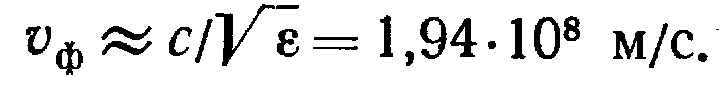 v_ф ≈ c/√ε = 1,94·10⁸ м/с.